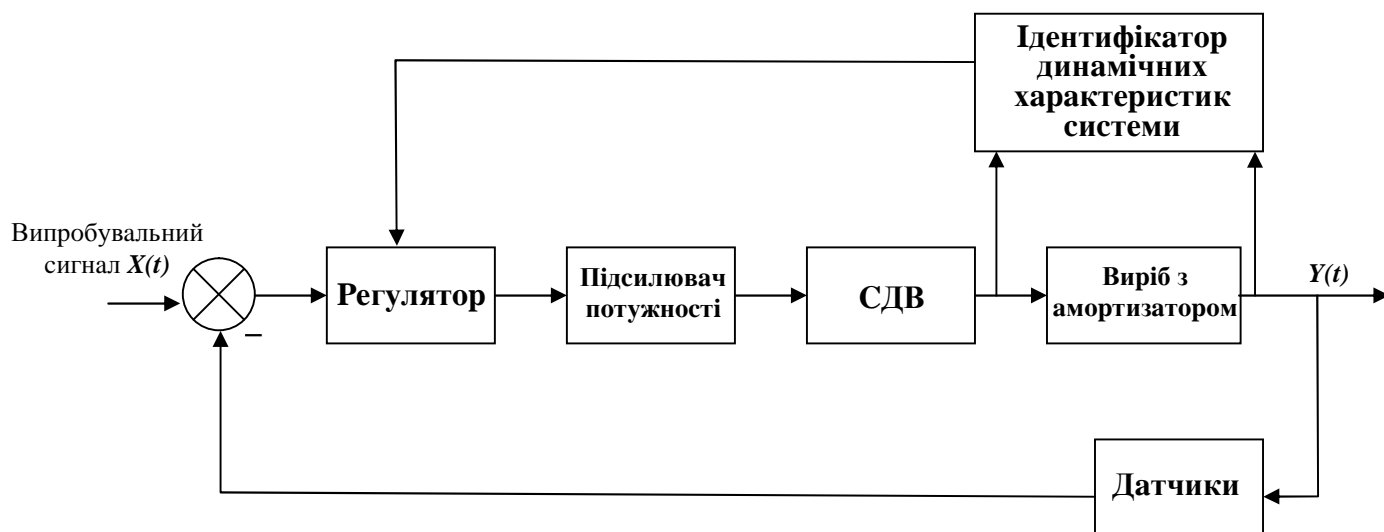 Ідентифікатор
динамічних
характеристик
системи
Випробувальний
сигнал X(t)
Регулятор
Підсилювач
потужності
СДВ
Виріб з
амортизатором
Y(t)
–
Датчики